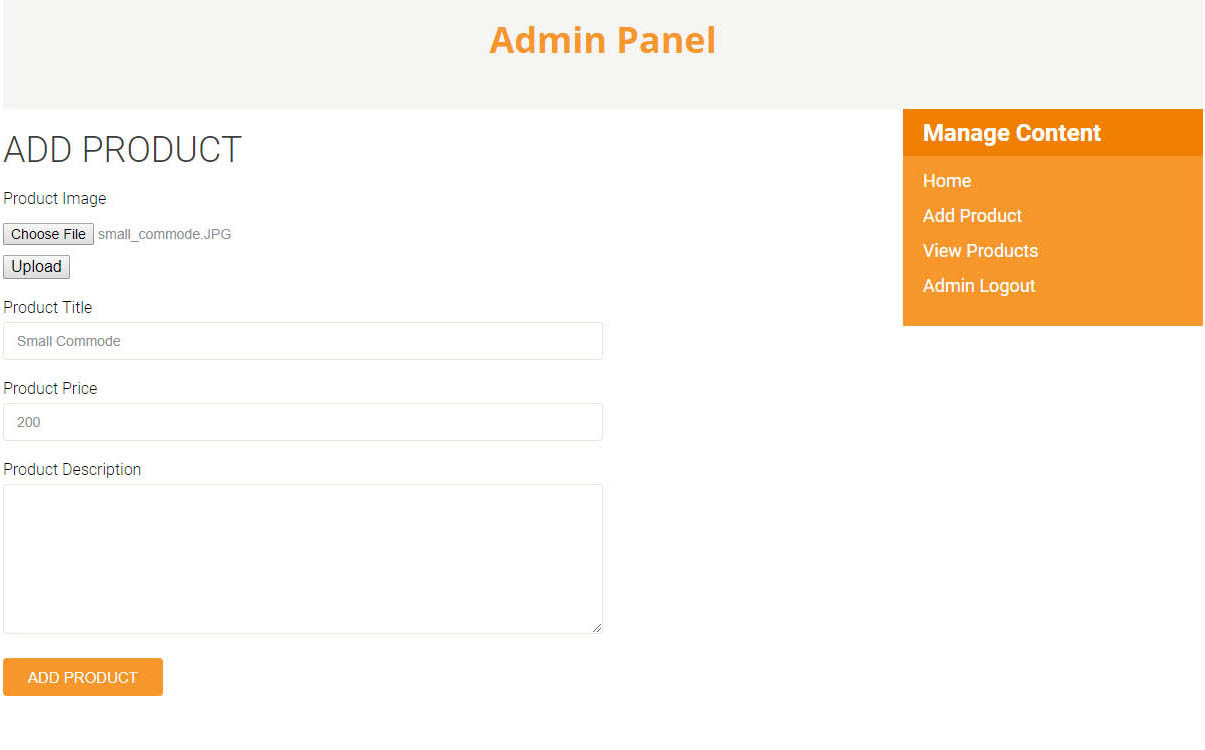 Admin Panel
ADD PRODUCT
Product Image
Choose File small_commode.JPG
Upload
Product Title
Small Commode
Product Price
200
Product Description
ADD PRODUCT
Manage Content
Home
Add Product
View Products
Admin Logout